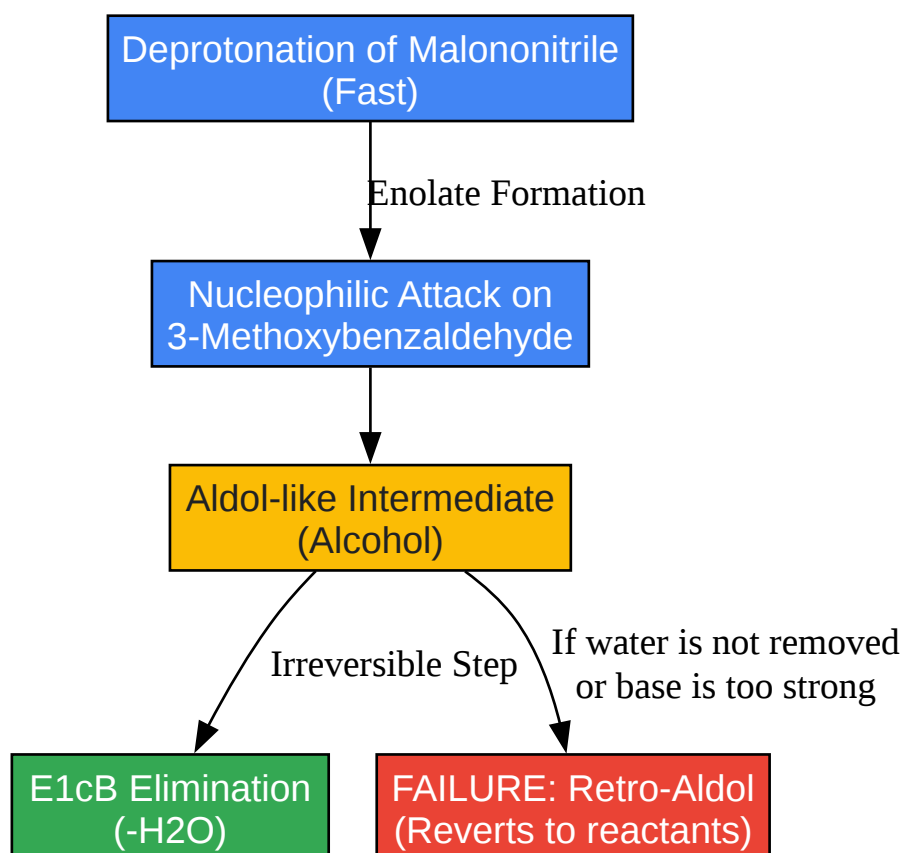 Deprotonation of Malononitrile
(Fast)
Enolate Formation
Nucleophilic Attack on
3-Methoxybenzaldehyde
Aldol-like Intermediate
(Alcohol)
Irreversible Step
If water is not removed
or base is too strong
E1cB Elimination
(-H2O)
FAILURE: Retro-Aldol
(Reverts to reactants)